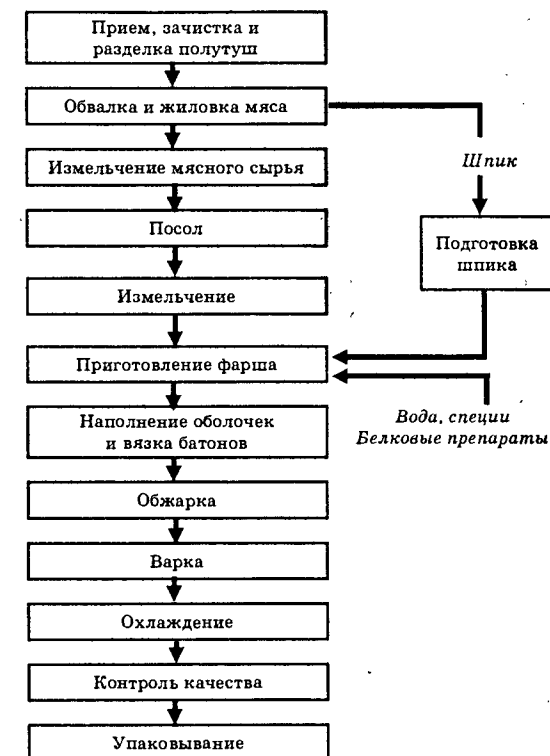 Прием, зачистка и
разделка полутуш
Обвалка и жиловка мяса
Измельчение мясного сырья
Шпик
Посол
Подготовка
шпика
Измельчение
Приготовление фарша
Вода, специи
Белковые препараты
Наполнение оболочек
и вязка батонов
Обжарка
Варка
Охлаждение
Контроль качества
Упаковывание